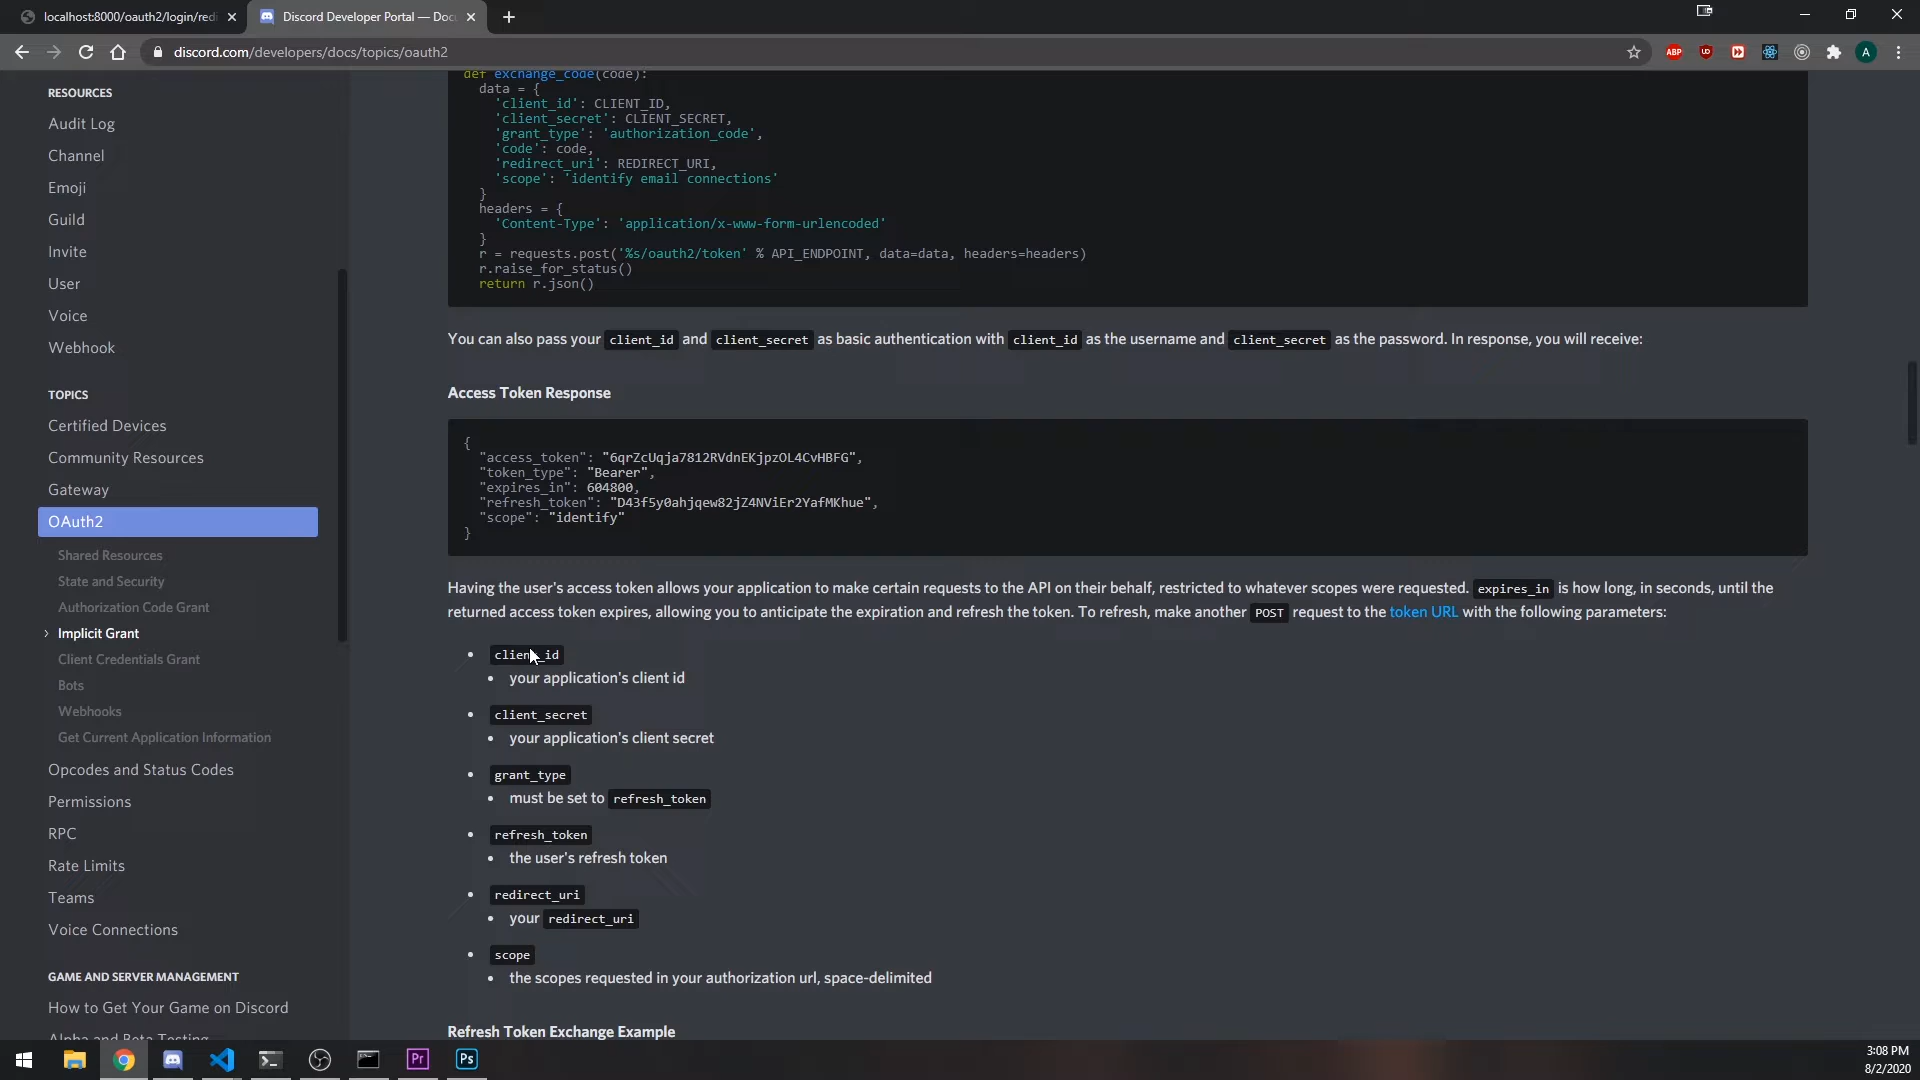 localhost:8000/oauth2/login/redi
Discord Developer Portal — Docu
discord.com/developers/docs/topics/oauth2
ABP
UD
A
RESOURCES
Audit Log
Channel
Emoji
Guild
Invite
User
Voice
Webhook
TOPICS
Certified Devices
Community Resources
Gateway
OAuth2
Shared Resources
State and Security
Authorization Code Grant
Implicit Grant
Client Credentials Grant
Bots
Webhooks
Get Current Application Information
Opcodes and Status Codes
Permissions
RPC
Rate Limits
Teams
Voice Connections
GAME AND SERVER MANAGEMENT
How to Get Your Game on Discord
Alpha and Beta Testing
def exchange_code(code):
data = {
'client_id': CLIENT_ID,
'client_secret': CLIENT_SECRET,
'grant_type': 'authorization_code',
'code': code,
'redirect_uri': REDIRECT_URI,
'scope': 'identify email connections'
}
headers = {
'Content-Type': 'application/x-www-form-urlencoded'
}
r = requests.post('%s/oauth2/token' % API_ENDPOINT, data=data, headers=headers)
r.raise_for_status()
return r.json()
You can also pass your client_id and client_secret as basic authentication with client_id as the username and client_secret as the password. In response, you will receive:
Access Token Response
{
"access_token": "6qrZcUqja7812RVdnEKjpzOL4CvHBFG",
"token_type": "Bearer",
"expires_in": 604800,
"refresh_token": "D43f5y0ahjqew82jZ4NViEr2YafMKhue",
"scope": "identify"
}
Having the user's access token allows your application to make certain requests to the API on their behalf, restricted to whatever scopes were requested. expires_in is how long, in seconds, until the
returned access token expires, allowing you to anticipate the expiration and refresh the token. To refresh, make another POST request to the token URL with the following parameters:
client_id
your application's client id
client_secret
your application's client secret
grant_type
must be set to refresh_token
refresh_token
the user's refresh token
redirect_uri
your redirect_uri
scope
the scopes requested in your authorization url, space-delimited
Refresh Token Exchange Example
Pr
Ps
3:08 PM
8/2/2020